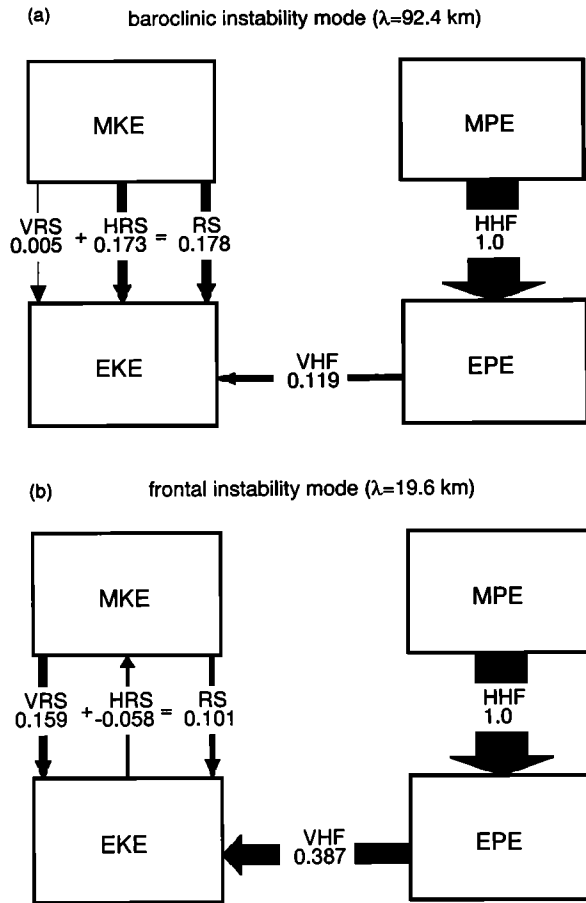 (a) baroclinic instability mode (λ=92.4 km)
MKE
MPE
VRS HRS RS
0.005 + 0.173 = 0.178
HHF
1.0
EKE
VHF
0.119
EPE
(b) frontal instability mode (λ=19.6 km)
MKE
MPE
VRS HRS RS
0.159 + -0.058 = 0.101
HHF
1.0
EKE
VHF
0.387
EPE